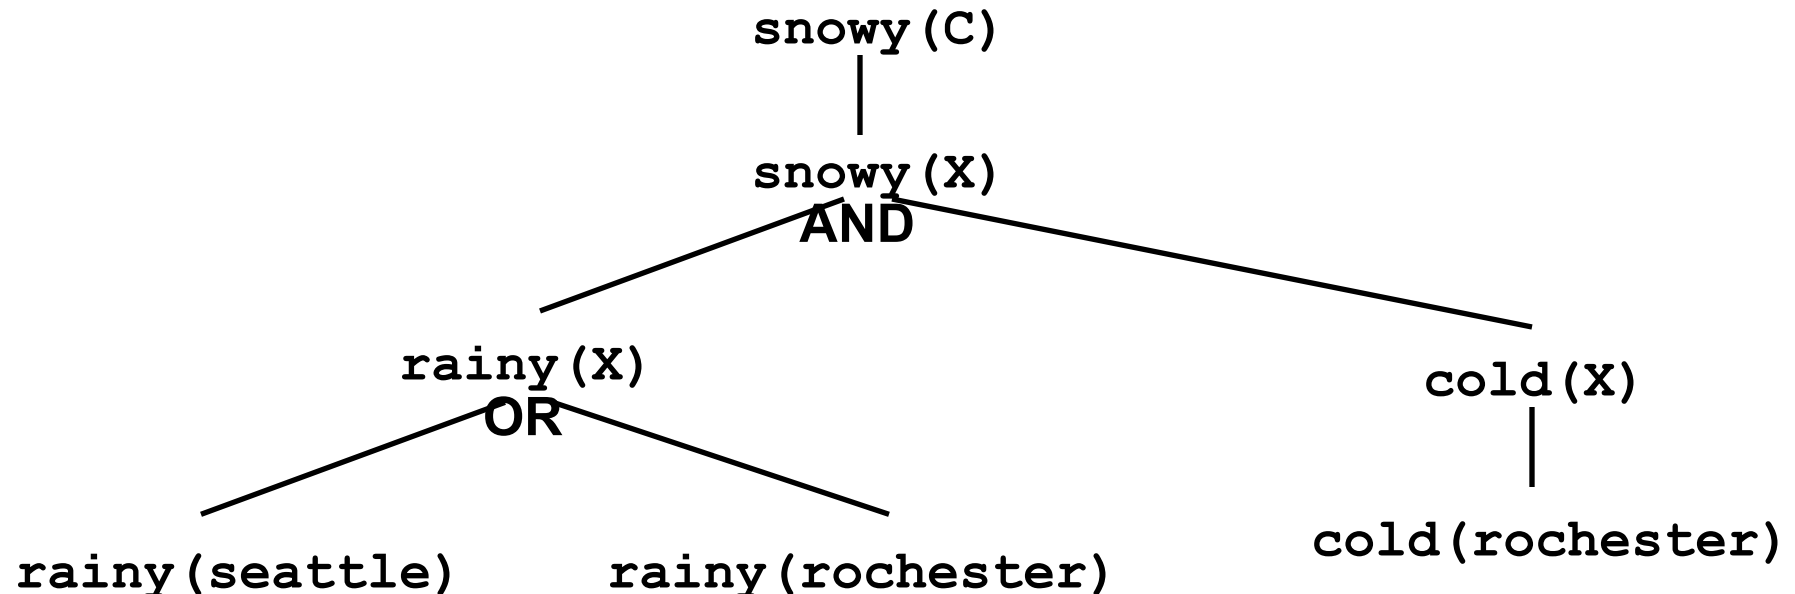 snowy(C)
snowy(X)
AND
rainy(X)
OR
cold(X)
rainy(seattle)
rainy(rochester)
cold(rochester)